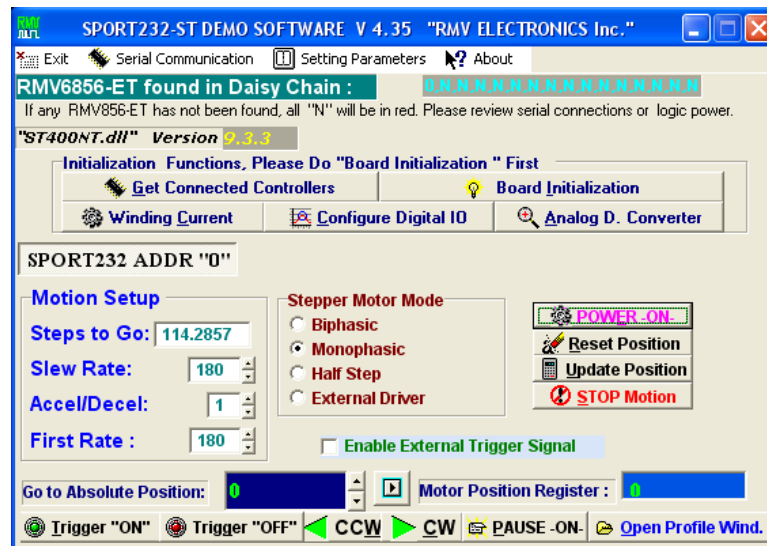 SPORT232-ST DEMO SOFTWARE V 4.35 "RMV ELECTRONICS Inc."
Exit Serial Communication Setting Parameters About
RMV6856-ET found in Daisy Chain : 0,N,N,N,N,N,N,N,N,N,N,N,N,N,N,N
If any RMV856-ET has not been found, all "N" will be in red. Please review serial connections or logic power.
"ST400NT.dll" Version 9.3.3
Initialization Functions, Please Do "Board Initialization " First
Get Connected Controllers Board Initialization
Winding Current Configure Digital IO Analog D. Converter
SPORT232 ADDR "0"
Motion Setup
Steps to Go: 114.2857
Slew Rate: 180
Accel/Decel: 1
First Rate : 180
Stepper Motor Mode
Biphasic
Monophasic
Half Step
External Driver
POWER -ON-
Reset Position
Update Position
STOP Motion
Enable External Trigger Signal
Go to Absolute Position: 0 Motor Position Register : 0
Trigger "ON" Trigger "OFF" CCW CW PAUSE -ON- Open Profile Wind.